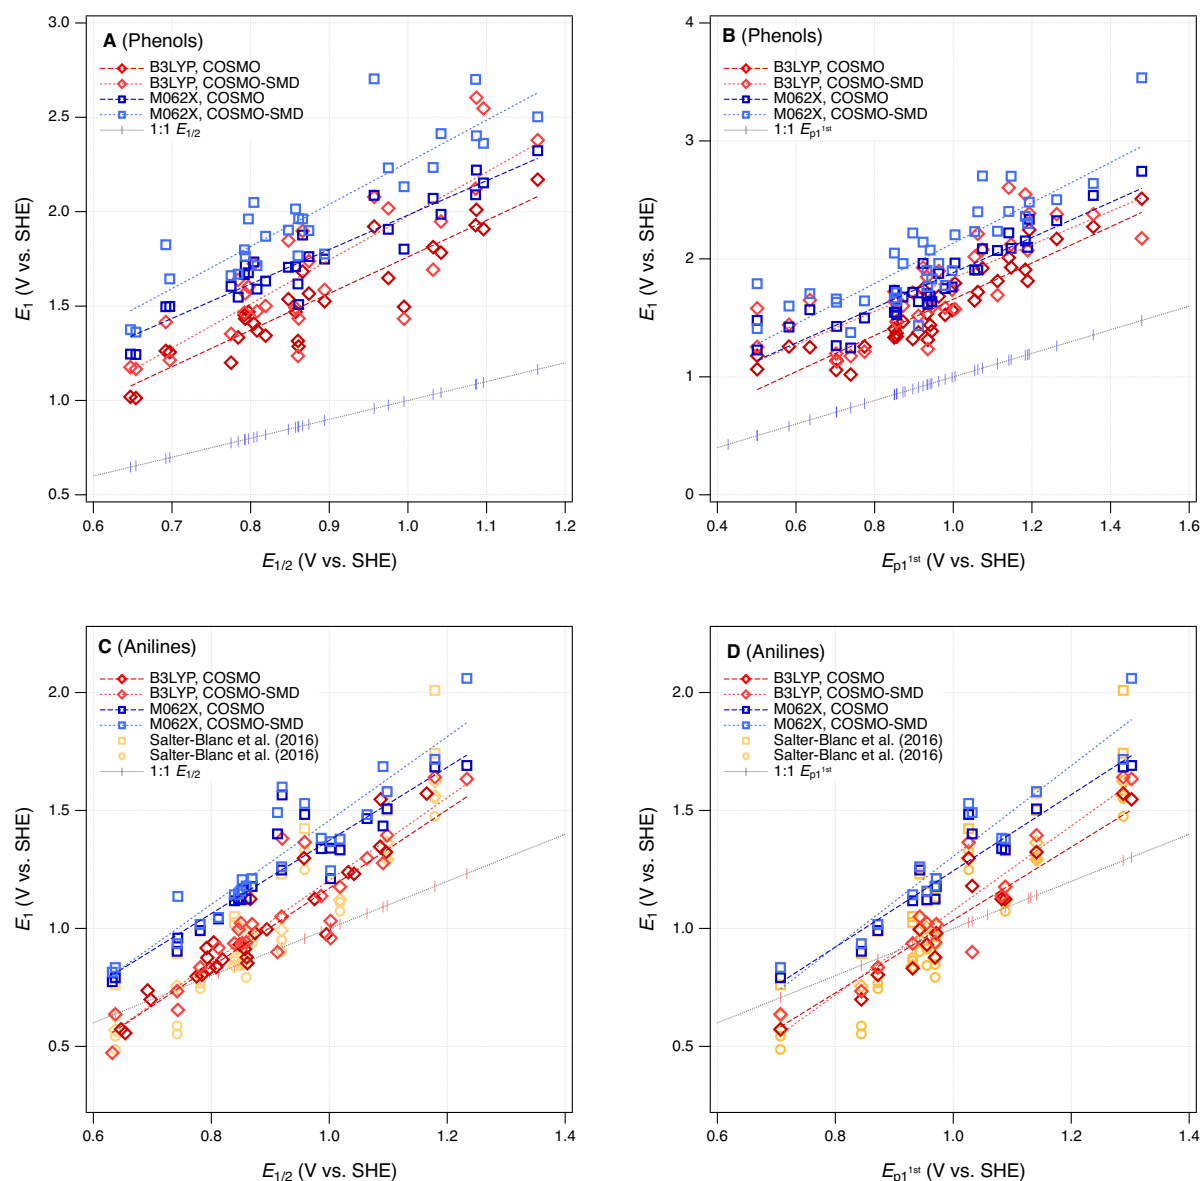 A (Phenols)
B3LYP, COSMO
B3LYP, COSMO-SMD
M062X, COSMO
M062X, COSMO-SMD
1:1 E1/2
3.0
2.5
2.0
1.5
1.0
0.5
E1 (V vs. SHE)
0.6 0.7 0.8 0.9 1.0 1.1 1.2
E1/2 (V vs. SHE)
B (Phenols)
B3LYP, COSMO
B3LYP, COSMO-SMD
M062X, COSMO
M062X, COSMO-SMD
1:1 Ep1 1st
4
3
2
1
0
E1 (V vs. SHE)
0.4 0.6 0.8 1.0 1.2 1.4 1.6
Ep1 1st (V vs. SHE)
C (Anilines)
B3LYP, COSMO
B3LYP, COSMO-SMD
M062X, COSMO
M062X, COSMO-SMD
Salter-Blanc et al. (2016)
Salter-Blanc et al. (2016)
1:1 E1/2
2.0
1.5
1.0
0.5
E1 (V vs. SHE)
0.6 0.8 1.0 1.2 1.4
E1/2 (V vs. SHE)
D (Anilines)
B3LYP, COSMO
B3LYP, COSMO-SMD
M062X, COSMO
M062X, COSMO-SMD
Salter-Blanc et al. (2016)
Salter-Blanc et al. (2016)
1:1 Ep1 1st
2.0
1.5
1.0
0.5
E1 (V vs. SHE)
0.6 0.8 1.0 1.2 1.4
Ep1 1st (V vs. SHE)